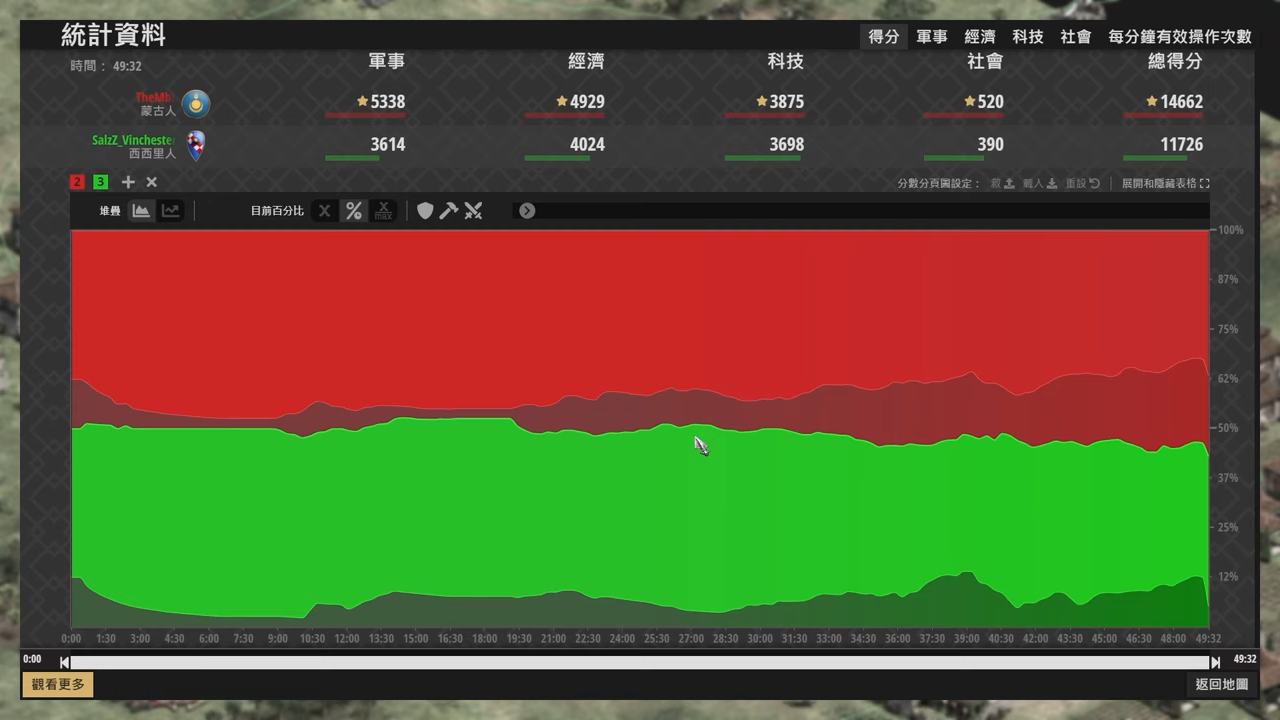 統計資料
得分 軍事 經濟 科技 社會 每分鐘有效操作次數
時間： 49:32
軍事 經濟 科技 社會 總得分
TheMb
蒙古人
5338 4929 3875 520 14662
SalzZ_Vincheste
西西里人
3614 4024 3698 390 11726
2 3
分數分頁圖設定： 載入 重設 展開和隱藏表格
堆疊 目前百分比 X % X max
100%
87%
75%
62%
50%
37%
25%
12%
0:00 1:30 3:00 4:30 6:00 7:30 9:00 10:30 12:00 13:30 15:00 16:30 18:00 19:30 21:00 22:30 24:00 25:30 27:00 28:30 30:00 31:30 33:00 34:30 36:00 37:30 39:00 40:30 42:00 43:30 45:00 46:30 48:00 49:32
0:00 49:32
觀看更多 返回地圖